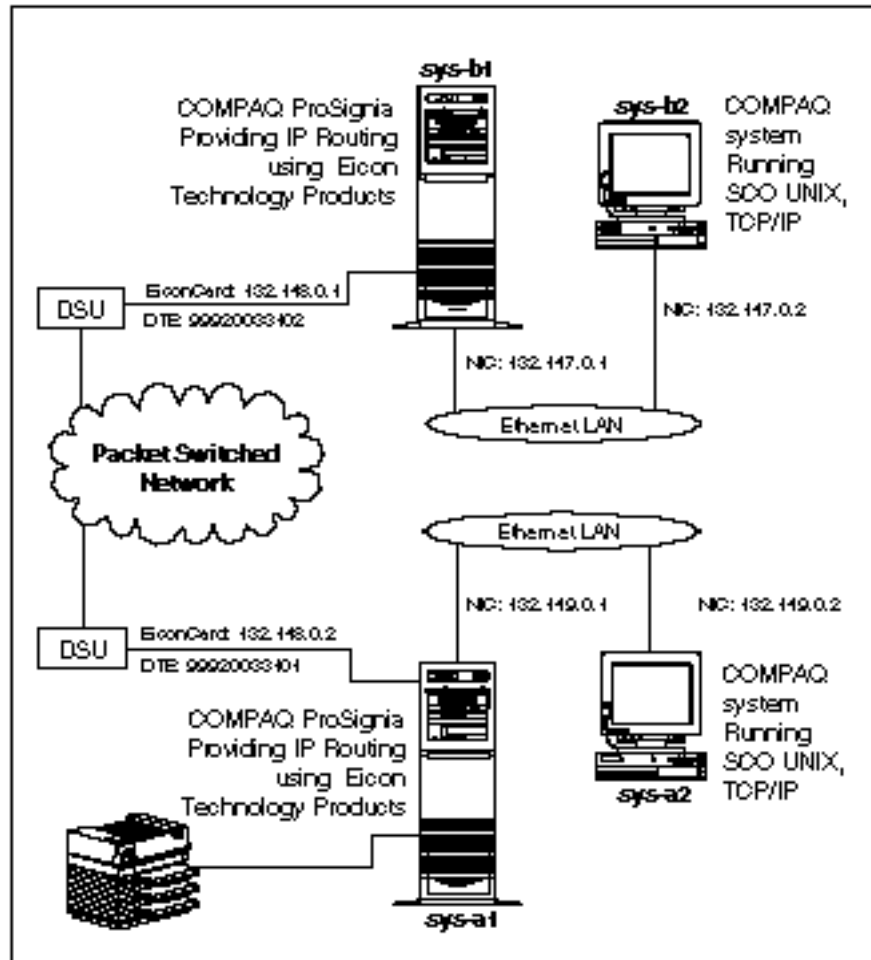 sys-b1
COMPAQ ProSignia
Providing IP Routing
using Eicon
Technology Products
sys-b2
COMPAQ
system
Running
SCO UNIX,
TCP/IP
EiconCard: 132.148.0.1
DSU
DTE: 99920033102
NIC: 132.147.0.2
NIC: 132.147.0.1
Ethernet LAN
Packet Switched
Network
Ethernet LAN
NIC: 132.149.0.1
NIC: 132.149.0.2
EiconCard: 132.148.0.2
DSU
DTE: 99920033101
COMPAQ ProSignia
Providing IP Routing
using Eicon
Technology Products
COMPAQ
system
Running
SCO UNIX,
TCP/IP
sys-a2
sys-a1